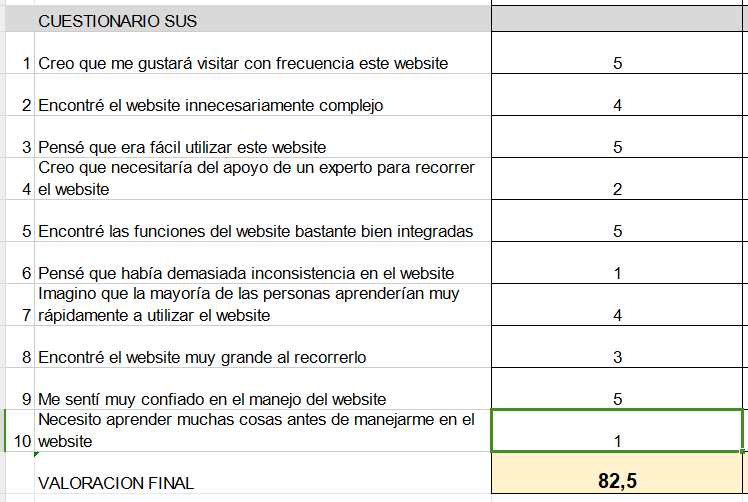 CUESTIONARIO SUS
1 Creo que me gustará visitar con frecuencia este website 5
2 Encontré el website innecesariamente complejo 4
3 Pensé que era fácil utilizar este website 5
Creo que necesitaría del apoyo de un experto para recorrer
4 el website 2
5 Encontré las funciones del website bastante bien integradas 5
6 Pensé que había demasiada inconsistencia en el website 1
Imagino que la mayoría de las personas aprenderían muy
7 rápidamente a utilizar el website 4
8 Encontré el website muy grande al recorrerlo 3
9 Me sentí muy confiado en el manejo del website 5
Necesito aprender muchas cosas antes de manejarme en el
10 website 1
VALORACION FINAL 82,5